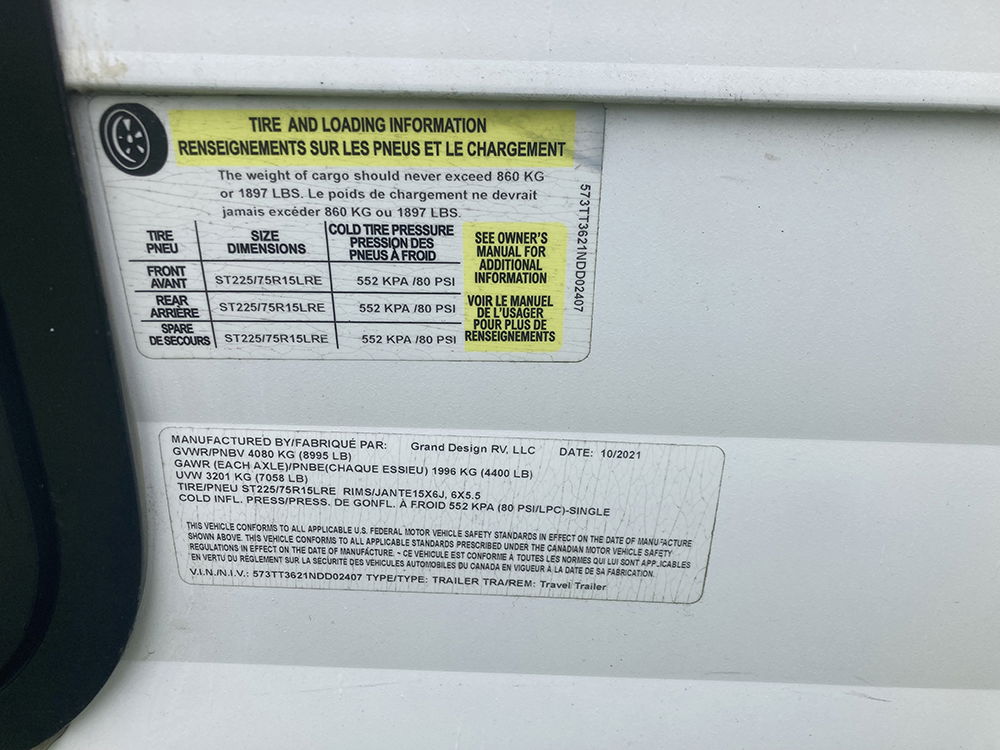 TIRE AND LOADING INFORMATION
RENSEIGNEMENTS SUR LES PNEUS ET LE CHARGEMENT
The weight of cargo should never exceed 860 KG
or 1897 LBS. Le poids de chargement ne devrait
jamais excéder 860 KG ou 1897 LBS.
TIRE PNEU SIZE DIMENSIONS COLD TIRE PRESSURE PRESSION DES PNEUS À FROID
FRONT AVANT ST225/75R15LRE 552 KPA /80 PSI
REAR ARRIÈRE ST225/75R15LRE 552 KPA /80 PSI
SPARE DE SECOURS ST225/75R15LRE 552 KPA /80 PSI
SEE OWNER'S
MANUAL FOR
ADDITIONAL
INFORMATION
VOIR LE MANUEL
DE L'USAGER
POUR PLUS DE
RENSEIGNEMENTS
573TT3621NDD02407
MANUFACTURED BY/FABRIQUÉ PAR: Grand Design RV, LLC DATE: 10/2021
GVWR/PNBV 4080 KG (8995 LB)
GAWR (EACH AXLE)/PNBE(CHAQUE ESSIEU) 1996 KG (4400 LB)
UVW 3201 KG (7058 LB)
TIRE/PNEU ST225/75R15LRE RIMS/JANTE15X6J, 6X5.5
COLD INFL. PRESS/PRESS. DE GONFL. À FROID 552 KPA (80 PSI/LPC)-SINGLE
THIS VEHICLE CONFORMS TO ALL APPLICABLE U.S. FEDERAL MOTOR VEHICLE SAFETY STANDARDS IN EFFECT ON THE DATE OF MANUFACTURE
SHOWN ABOVE. THIS VEHICLE CONFORMS TO ALL APPLICABLE STANDARDS PRESCRIBED UNDER THE CANADIAN MOTOR VEHICLE SAFETY
REGULATIONS IN EFFECT ON THE DATE OF MANUFACTURE. ~ CE VEHICULE EST CONFORME A TOUTES LES NORMES QUI LUI SONT APPLICABLES
EN VERTU DU REGLEMENT SUR LA SÉCURITÉ DES VEHICLES AUTOMOBILES DU CANADA EN VIGUEUR À LA DATE DE SA FABRICATION.
V.I.N./N.I.V.: 573TT3621NDD02407 TYPE/TYPE: TRAILER TRA/REM: Travel Trailer